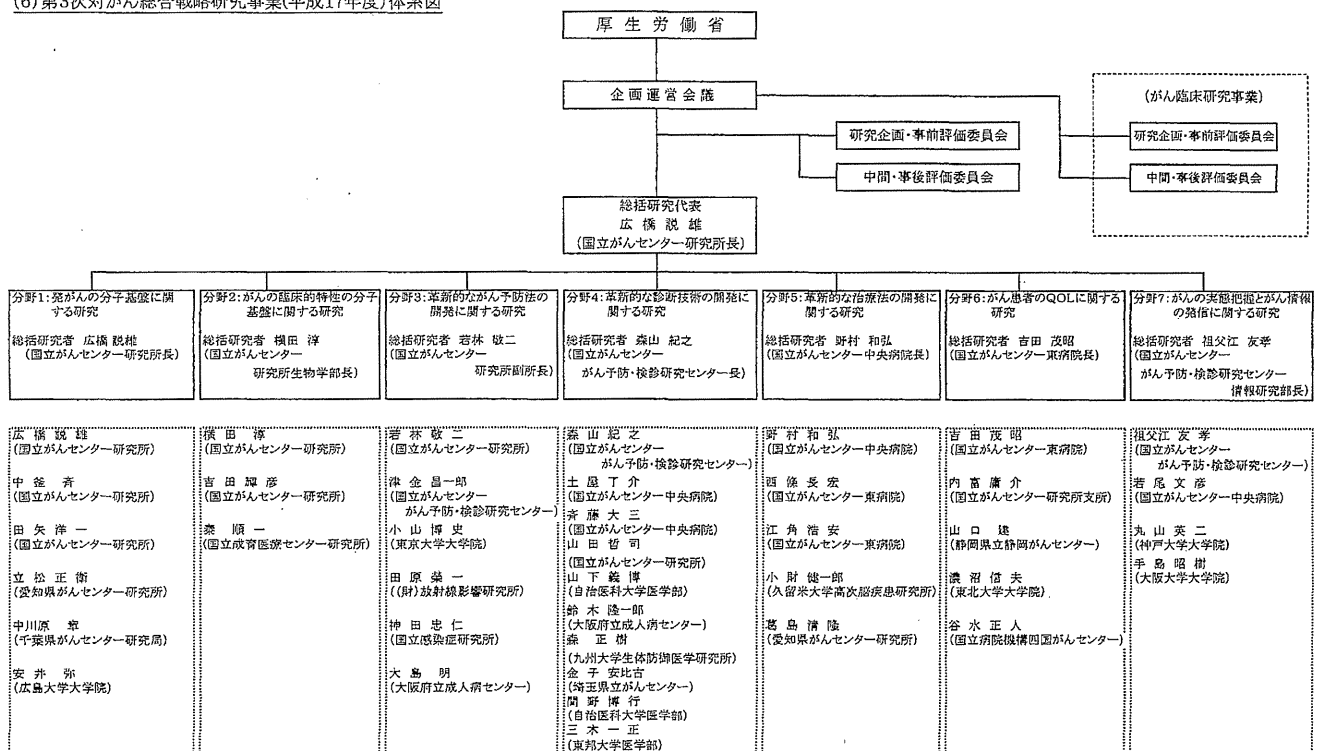 (6)第3次対がん総合戦略研究事業(平成17年度)体系図
厚生労働省
企画運営会議
(がん臨床研究事業)
研究企画・事前評価委員会
中間・事後評価委員会
研究企画・事前評価委員会
中間・事後評価委員会
総括研究代表
広橋説雄
(国立がんセンター研究所長)
分野1:発がんの分子基盤に関
する研究
総括研究者 広橋 説雄
(国立がんセンター研究所長)
分野2:がんの臨床的特性の分子
基盤に関する研究
総括研究者 横田 淳
(国立がんセンター
研究所生物学部長)
分野3:革新的ながん予防法の
開発に関する研究
総括研究者 若林 敬二
(国立がんセンター
研究所副所長)
分野4:革新的な診断技術の開発に
関する研究
総括研究者 森山 紀之
(国立がんセンター
がん予防・検診研究センター長)
分野5:革新的な治療法の開発に
関する研究
総括研究者 野村 和弘
(国立がんセンター中央病院長)
分野6:がん患者のQOLに関する
研究
総括研究者 吉田 茂昭
(国立がんセンター東病院長)
分野7:がんの実態把握とがん情報
の発信に関する研究
総括研究者 祖父江 友孝
(国立がんセンター
がん予防・検診研究センター
情報研究部長)
広橋説雄
(国立がんセンター研究所)
中釜 斉
(国立がんセンター研究所)
田矢洋一
(国立がんセンター研究所)
立松正衛
(愛知県がんセンター研究所)
中川原 章
(千葉県がんセンター研究局)
安井 弥
(広島大学大学院)
横田 淳
(国立がんセンター研究所)
吉田輝彦
(国立がんセンター研究所)
秦 順一
(国立成育医療センター研究所)
若林敬二
(国立がんセンター研究所)
津金昌一郎
(国立がんセンター
がん予防・検診研究センター)
小山博史
(東京大学大学院)
田原榮一
((財)放射線影響研究所)
神田忠仁
(国立感染症研究所)
大島 明
(大阪府立成人病センター)
森山紀之
(国立がんセンター
がん予防・検診研究センター)
土屋了介
(国立がんセンター中央病院)
斉藤大三
(国立がんセンター中央病院)
山田哲司
(国立がんセンター研究所)
山下義博
(自治医科大学医学部)
鈴木隆一郎
(大阪府立成人病センター)
森 正樹
(九州大学生体防御医学研究所)
金子安比古
(埼玉県立がんセンター)
間野博行
(自治医科大学医学部)
三木一正
(東邦大学医学部)
野村和弘
(国立がんセンター中央病院)
西條長宏
(国立がんセンター東病院)
江角浩安
(国立がんセンター東病院)
小財健一郎
(久留米大学高次脳疾患研究所)
葛島清隆
(愛知県がんセンター研究所)
吉田茂昭
(国立がんセンター東病院)
内富庸介
(国立がんセンター研究所支所)
山口 建
(静岡県立静岡がんセンター)
濃沼信夫
(東北大学大学院)
谷水正人
(国立病院機構四国がんセンター)
祖父江友孝
(国立がんセンター
がん予防・検診研究センター)
若尾文彦
(国立がんセンター中央病院)
丸山英二
(神戸大学大学院)
手島昭樹
(大阪大学大学院)